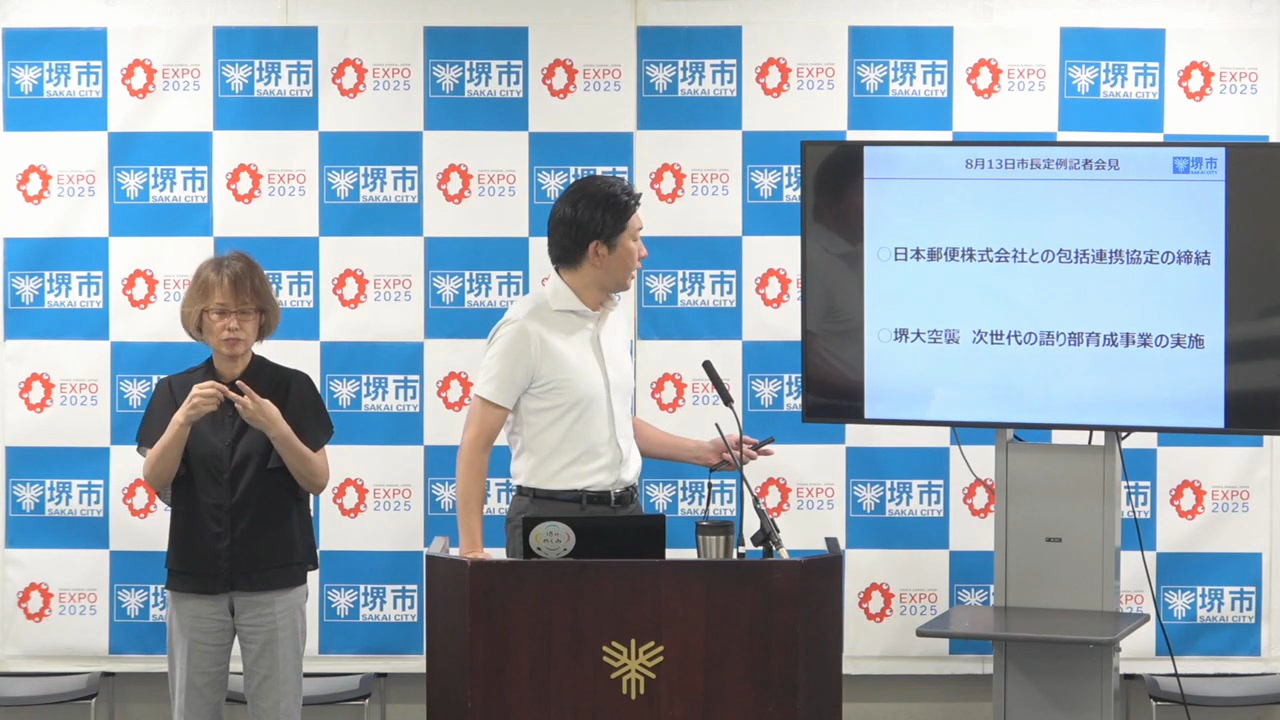 堺市
SAKAI CITY
EXPO
2025
8月13日市長定例記者会見
堺市
SAKAI CITY
○日本郵便株式会社との包括連携協定の締結
○堺大空襲 次世代の語り部育成事業の実施